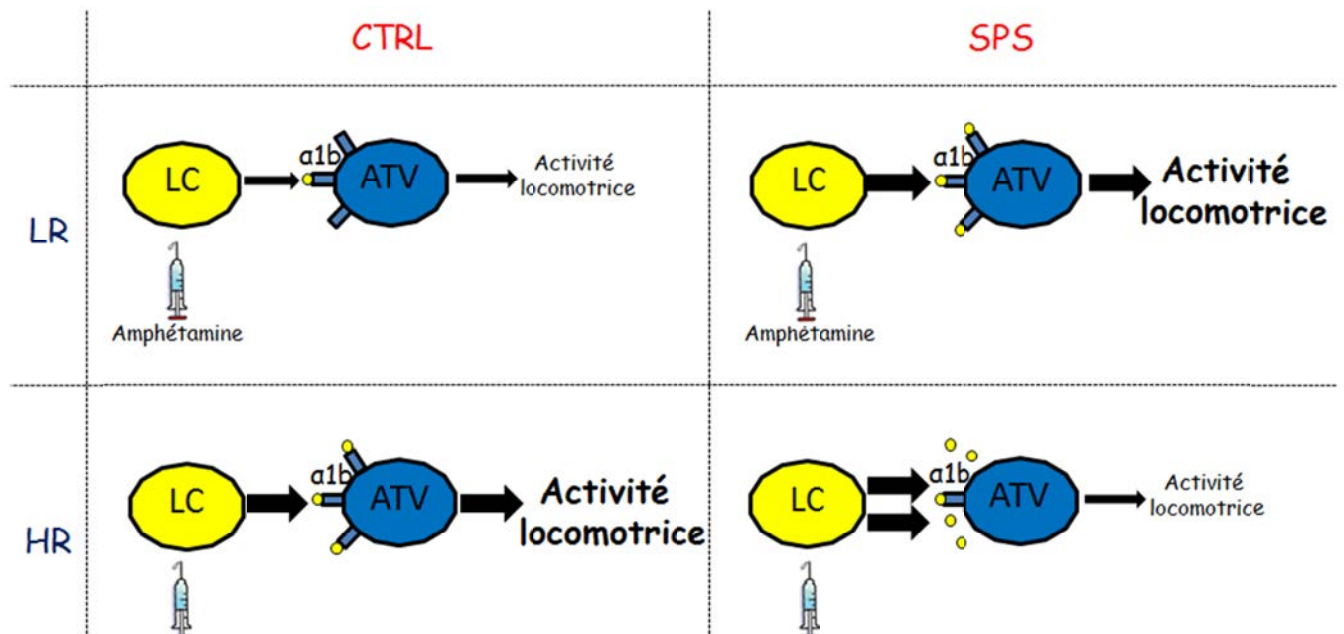 CTRL
SPS
LR
LC
a1b
ATV
Activité
locomotrice
Amphétamine
LC
a1b
ATV
Activité
locomotrice
Amphétamine
HR
LC
a1b
ATV
Activité
locomotrice
LC
a1b
ATV
Activité
locomotrice